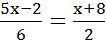 5x−2/6 = x+8/2